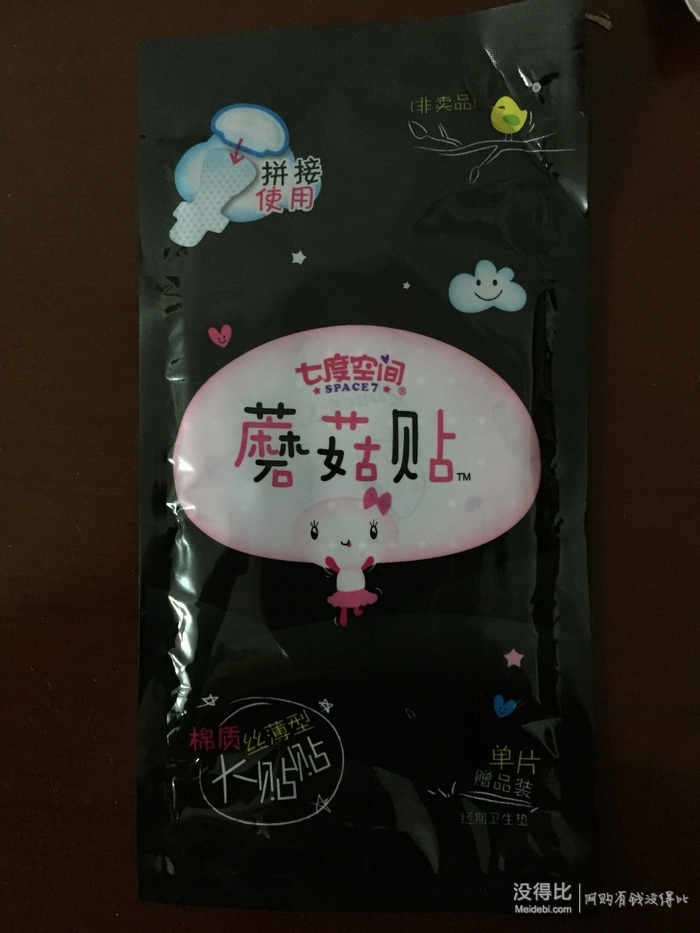 (非卖品)
拼接
使用
七度空间
SPACE7 ®
蘑菇贴 TM
棉质 丝薄型
大贴贴
单片
赠品装
经期卫生垫
没得比
Meidebi.com
网购有钱没得比